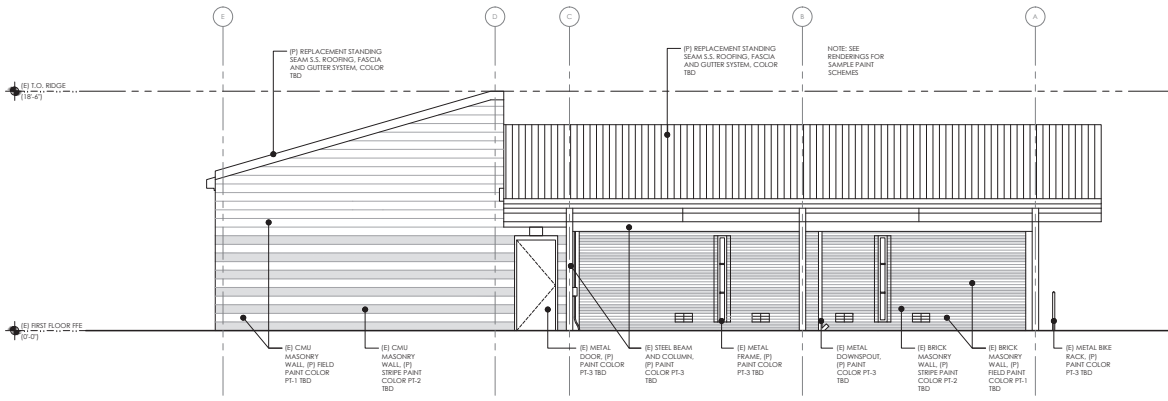 E
D
C
B
A
(P) REPLACEMENT STANDING
SEAM S.S. ROOFING, FASCIA
AND GUTTER SYSTEM, COLOR
TBD
(P) REPLACEMENT STANDING
SEAM S.S. ROOFING, FASCIA
AND GUTTER SYSTEM, COLOR
TBD
NOTE: SEE
RENDERINGS FOR
SAMPLE PAINT
SCHEMES
(E) T.O. RIDGE
(18'-6")
(E) FIRST FLOOR FFE
(0'-0")
(E) CMU
MASONRY
WALL, (P) FIELD
PAINT COLOR
PT-1 TBD
(E) CMU
MASONRY
WALL, (P)
STRIPE PAINT
COLOR PT-2
TBD
(E) METAL
DOOR, (P)
PAINT COLOR
PT-3 TBD
(E) STEEL BEAM
AND COLUMN,
(P) PAINT
COLOR PT-3
TBD
(E) METAL
FRAME, (P)
PAINT COLOR
PT-3 TBD
(E) METAL
DOWNSPOUT,
(P) PAINT
COLOR PT-3
TBD
(E) BRICK
MASONRY
WALL, (P)
STRIPE PAINT
COLOR PT-2
TBD
(E) BRICK
MASONRY
WALL, (P)
FIELD PAINT
COLOR PT-1
TBD
(E) METAL BIKE
RACK, (P)
PAINT COLOR
PT-3 TBD